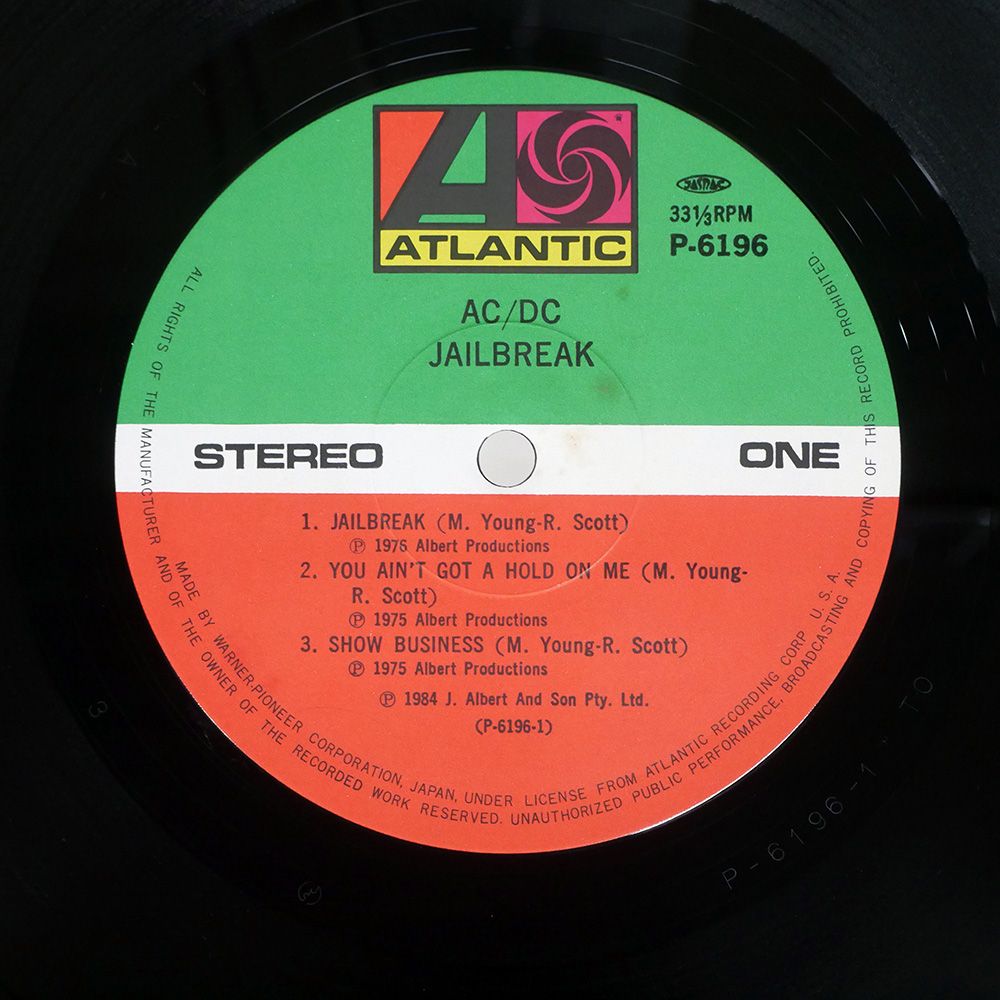 ATLANTIC
JASRAC
33⅓RPM
P-6196
AC/DC
JAILBREAK
STEREO
ONE
1. JAILBREAK (M. Young-R. Scott)
Ⓟ 1976 Albert Productions
2. YOU AIN'T GOT A HOLD ON ME (M. Young-
R. Scott)
Ⓟ 1975 Albert Productions
3. SHOW BUSINESS (M. Young-R. Scott)
Ⓟ 1975 Albert Productions
Ⓟ 1984 J. Albert And Son Pty. Ltd.
(P-6196-1)
MADE BY WARNER-PIONEER CORPORATION, JAPAN, UNDER LICENSE FROM ATLANTIC RECORDING CORP. U. S. A.
ALL RIGHTS OF THE MANUFACTURER AND OF THE OWNER OF THE RECORDED WORK RESERVED. UNAUTHORIZED PUBLIC PERFORMANCE, BROADCASTING AND COPYING OF THIS RECORD PROHIBITED.
P-6196-1 TO
3